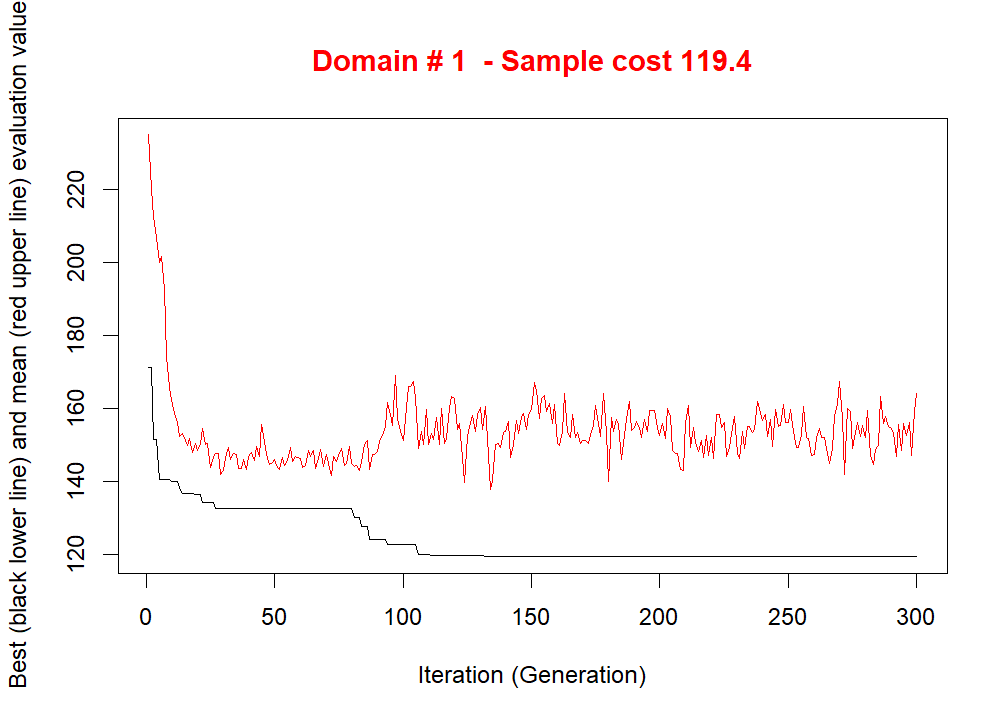 Domain # 1  - Sample cost 119.4
Best (black lower line) and mean (red upper line) evaluation value
220
200
180
160
140
120
0 50 100 150 200 250 300
Iteration (Generation)